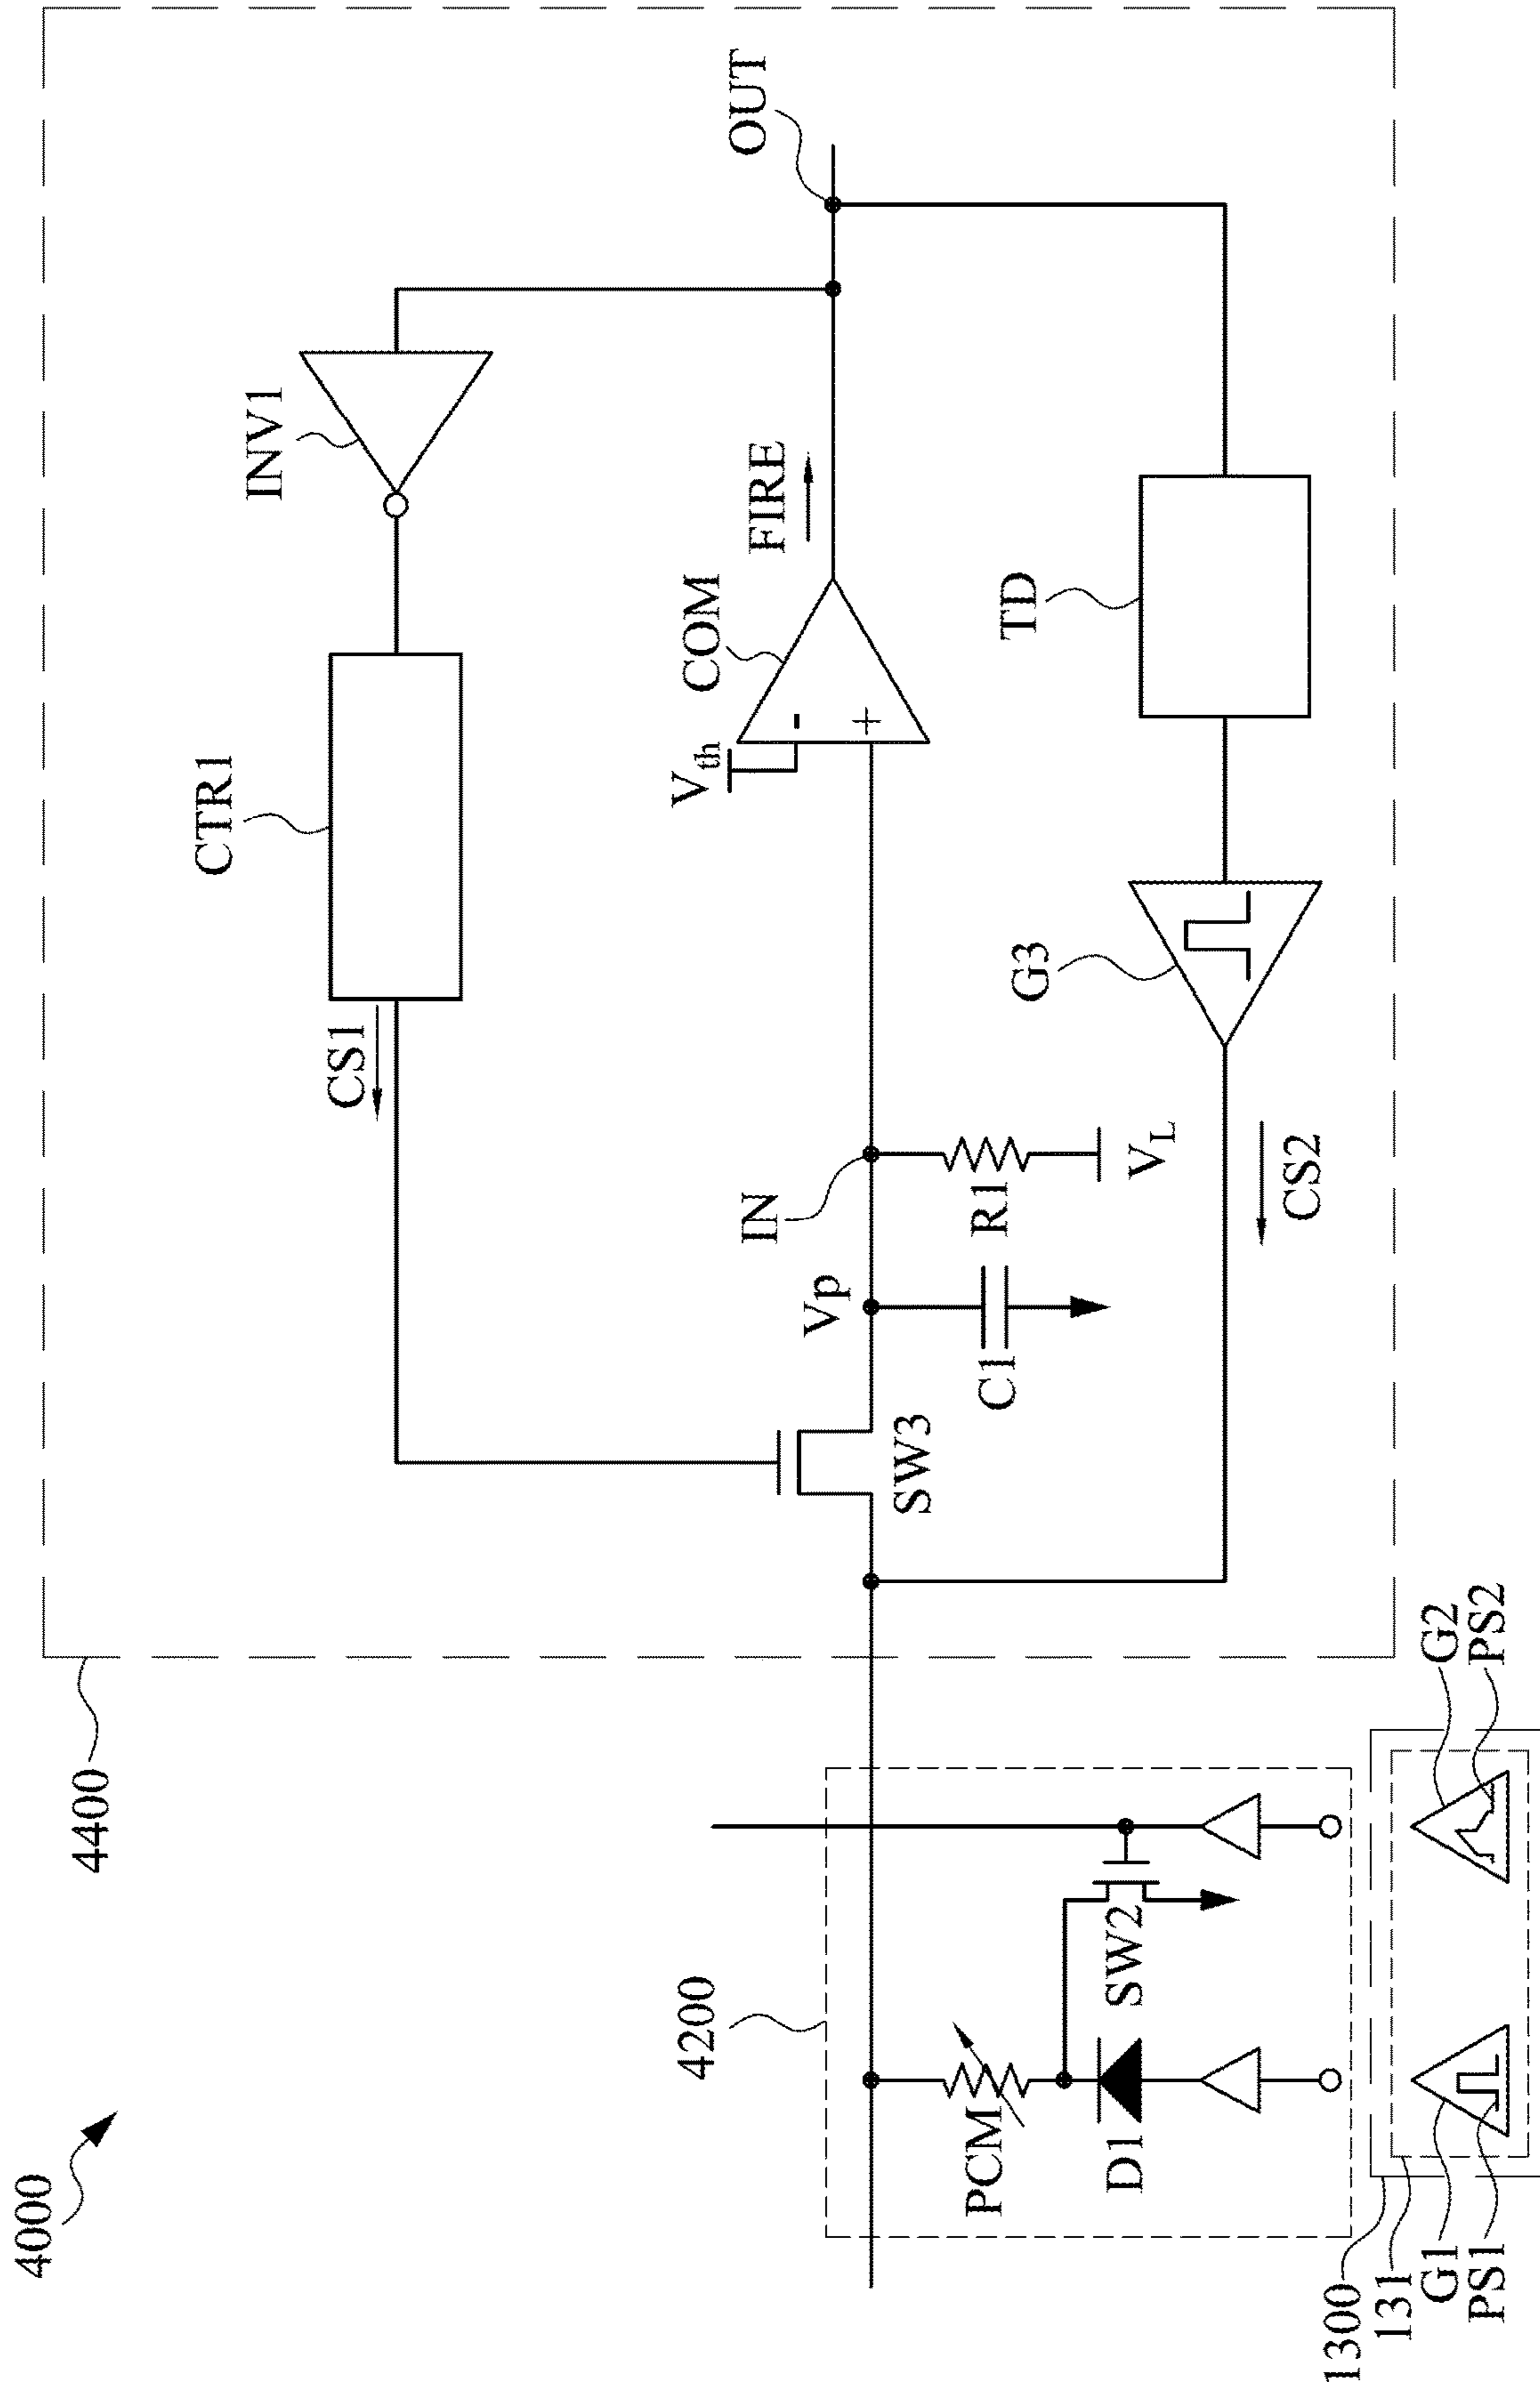 4000
4400
CTR1
INV1
CS1
OUT
FIRE
COM
Vth
-
+
IN
Vp
SW3
R1
C1
VL
TD
G3
CS2
4200
PCM
D1
SW2
1300
131
G1
PS1
G2
PS2